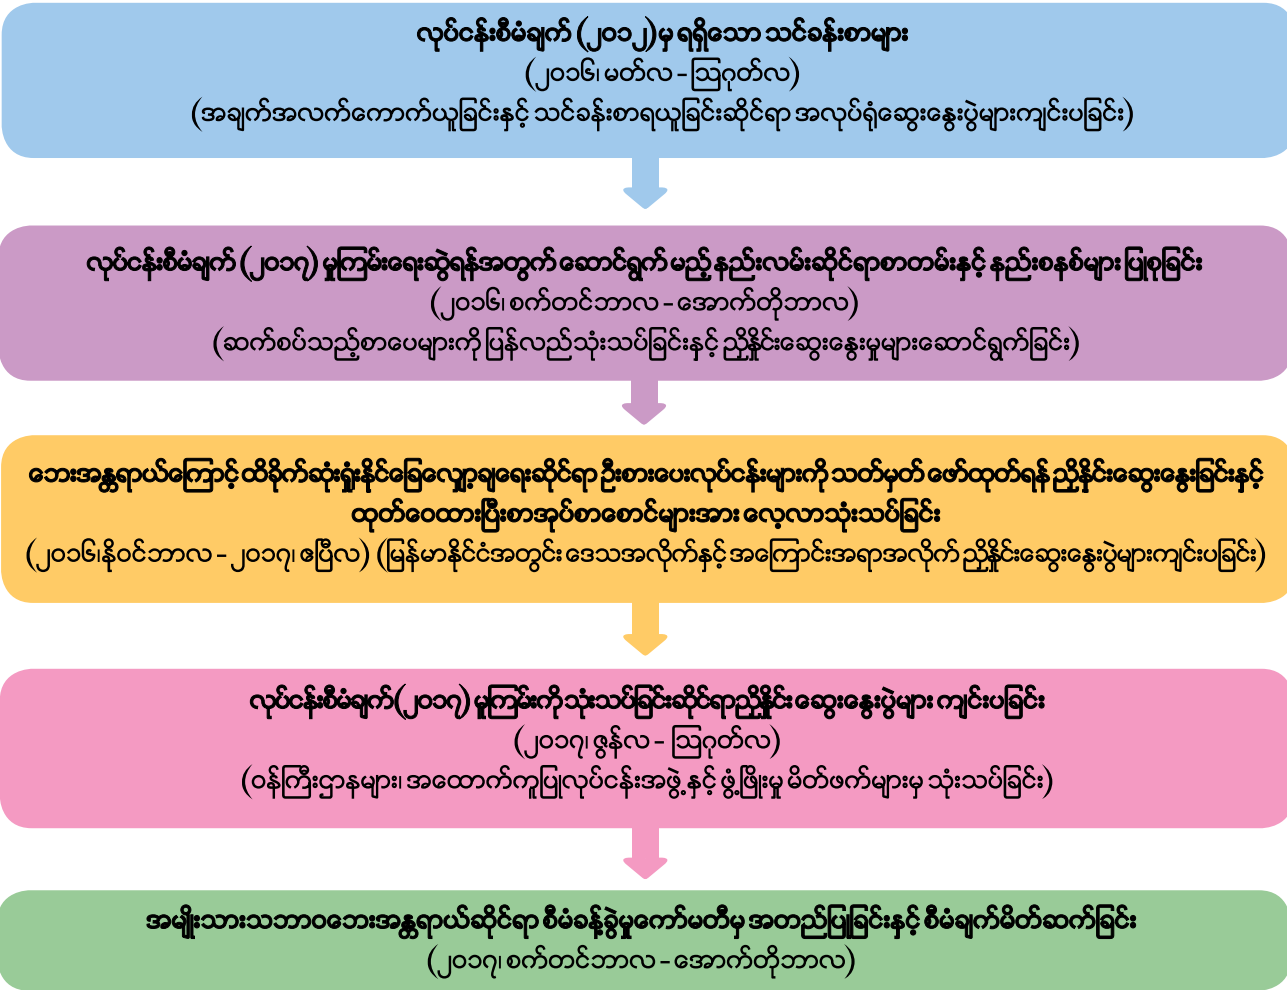 လုပ်ငန်းစီမံချက် (၂၀၁၂)မှ ရရှိသော သင်ခန်းစာများ
(၂၀၁၆၊ မတ်လ – ဩဂုတ်လ)
(အချက်အလက်ကောက်ယူခြင်းနှင့် သင်ခန်းစာရယူခြင်းဆိုင်ရာ အလုပ်ရုံဆွေးနွေးပွဲများကျင်းပခြင်း)
လုပ်ငန်းစီမံချက် (၂၀၁၇) မူကြမ်းရေးဆွဲရန်အတွက် ဆောင်ရွက်မည့် နည်းလမ်းဆိုင်ရာစာတမ်းနှင့် နည်းစနစ်များ ပြုစုခြင်း
(၂၀၁၆၊ စက်တင်ဘာလ – အောက်တိုဘာလ)
(ဆက်စပ်သည့်စာပေများကို ပြန်လည်သုံးသပ်ခြင်းနှင့် ညှိနှိုင်းဆွေးနွေးမှုများဆောင်ရွက်ခြင်း)
ဘေးအန္တရာယ်ကြောင့် ထိခိုက်ဆုံးရှုံးနိုင်ခြေလျှော့ချရေးဆိုင်ရာ ဦးစားပေးလုပ်ငန်းများကို သတ်မှတ် ဖော်ထုတ်ရန် ညှိနှိုင်းဆွေးနွေးခြင်းနှင့်
ထုတ်ဝေထားပြီးစာအုပ်စာစောင်များအား လေ့လာသုံးသပ်ခြင်း
(၂၀၁၆၊နိုဝင်ဘာလ – ၂၀၁၇၊ ဧပြီလ) (မြန်မာနိုင်ငံအတွင်း ဒေသအလိုက်နှင့် အကြောင်းအရာအလိုက် ညှိနှိုင်းဆွေးနွေးပွဲများကျင်းပခြင်း)
လုပ်ငန်းစီမံချက်(၂၀၁၇) မူကြမ်းကို သုံးသပ်ခြင်းဆိုင်ရာညှိနှိုင်း ဆွေးနွေးပွဲများ ကျင်းပခြင်း
(၂၀၁၇၊ ဇွန်လ – ဩဂုတ်လ)
(ဝန်ကြီးဌာနများ၊ အထောက်ကူပြုလုပ်ငန်းအဖွဲ့ နှင့် ဖွံ့ဖြိုးမှု မိတ်ဖက်များမှ သုံးသပ်ခြင်း)
အမျိုးသားသဘာဝဘေးအန္တရာယ်ဆိုင်ရာ စီမံခန့်ခွဲမှုကော်မတီမှ အတည်ပြုခြင်းနှင့် စီမံချက်မိတ်ဆက်ခြင်း
(၂၀၁၇၊ စက်တင်ဘာလ – အောက်တိုဘာလ)